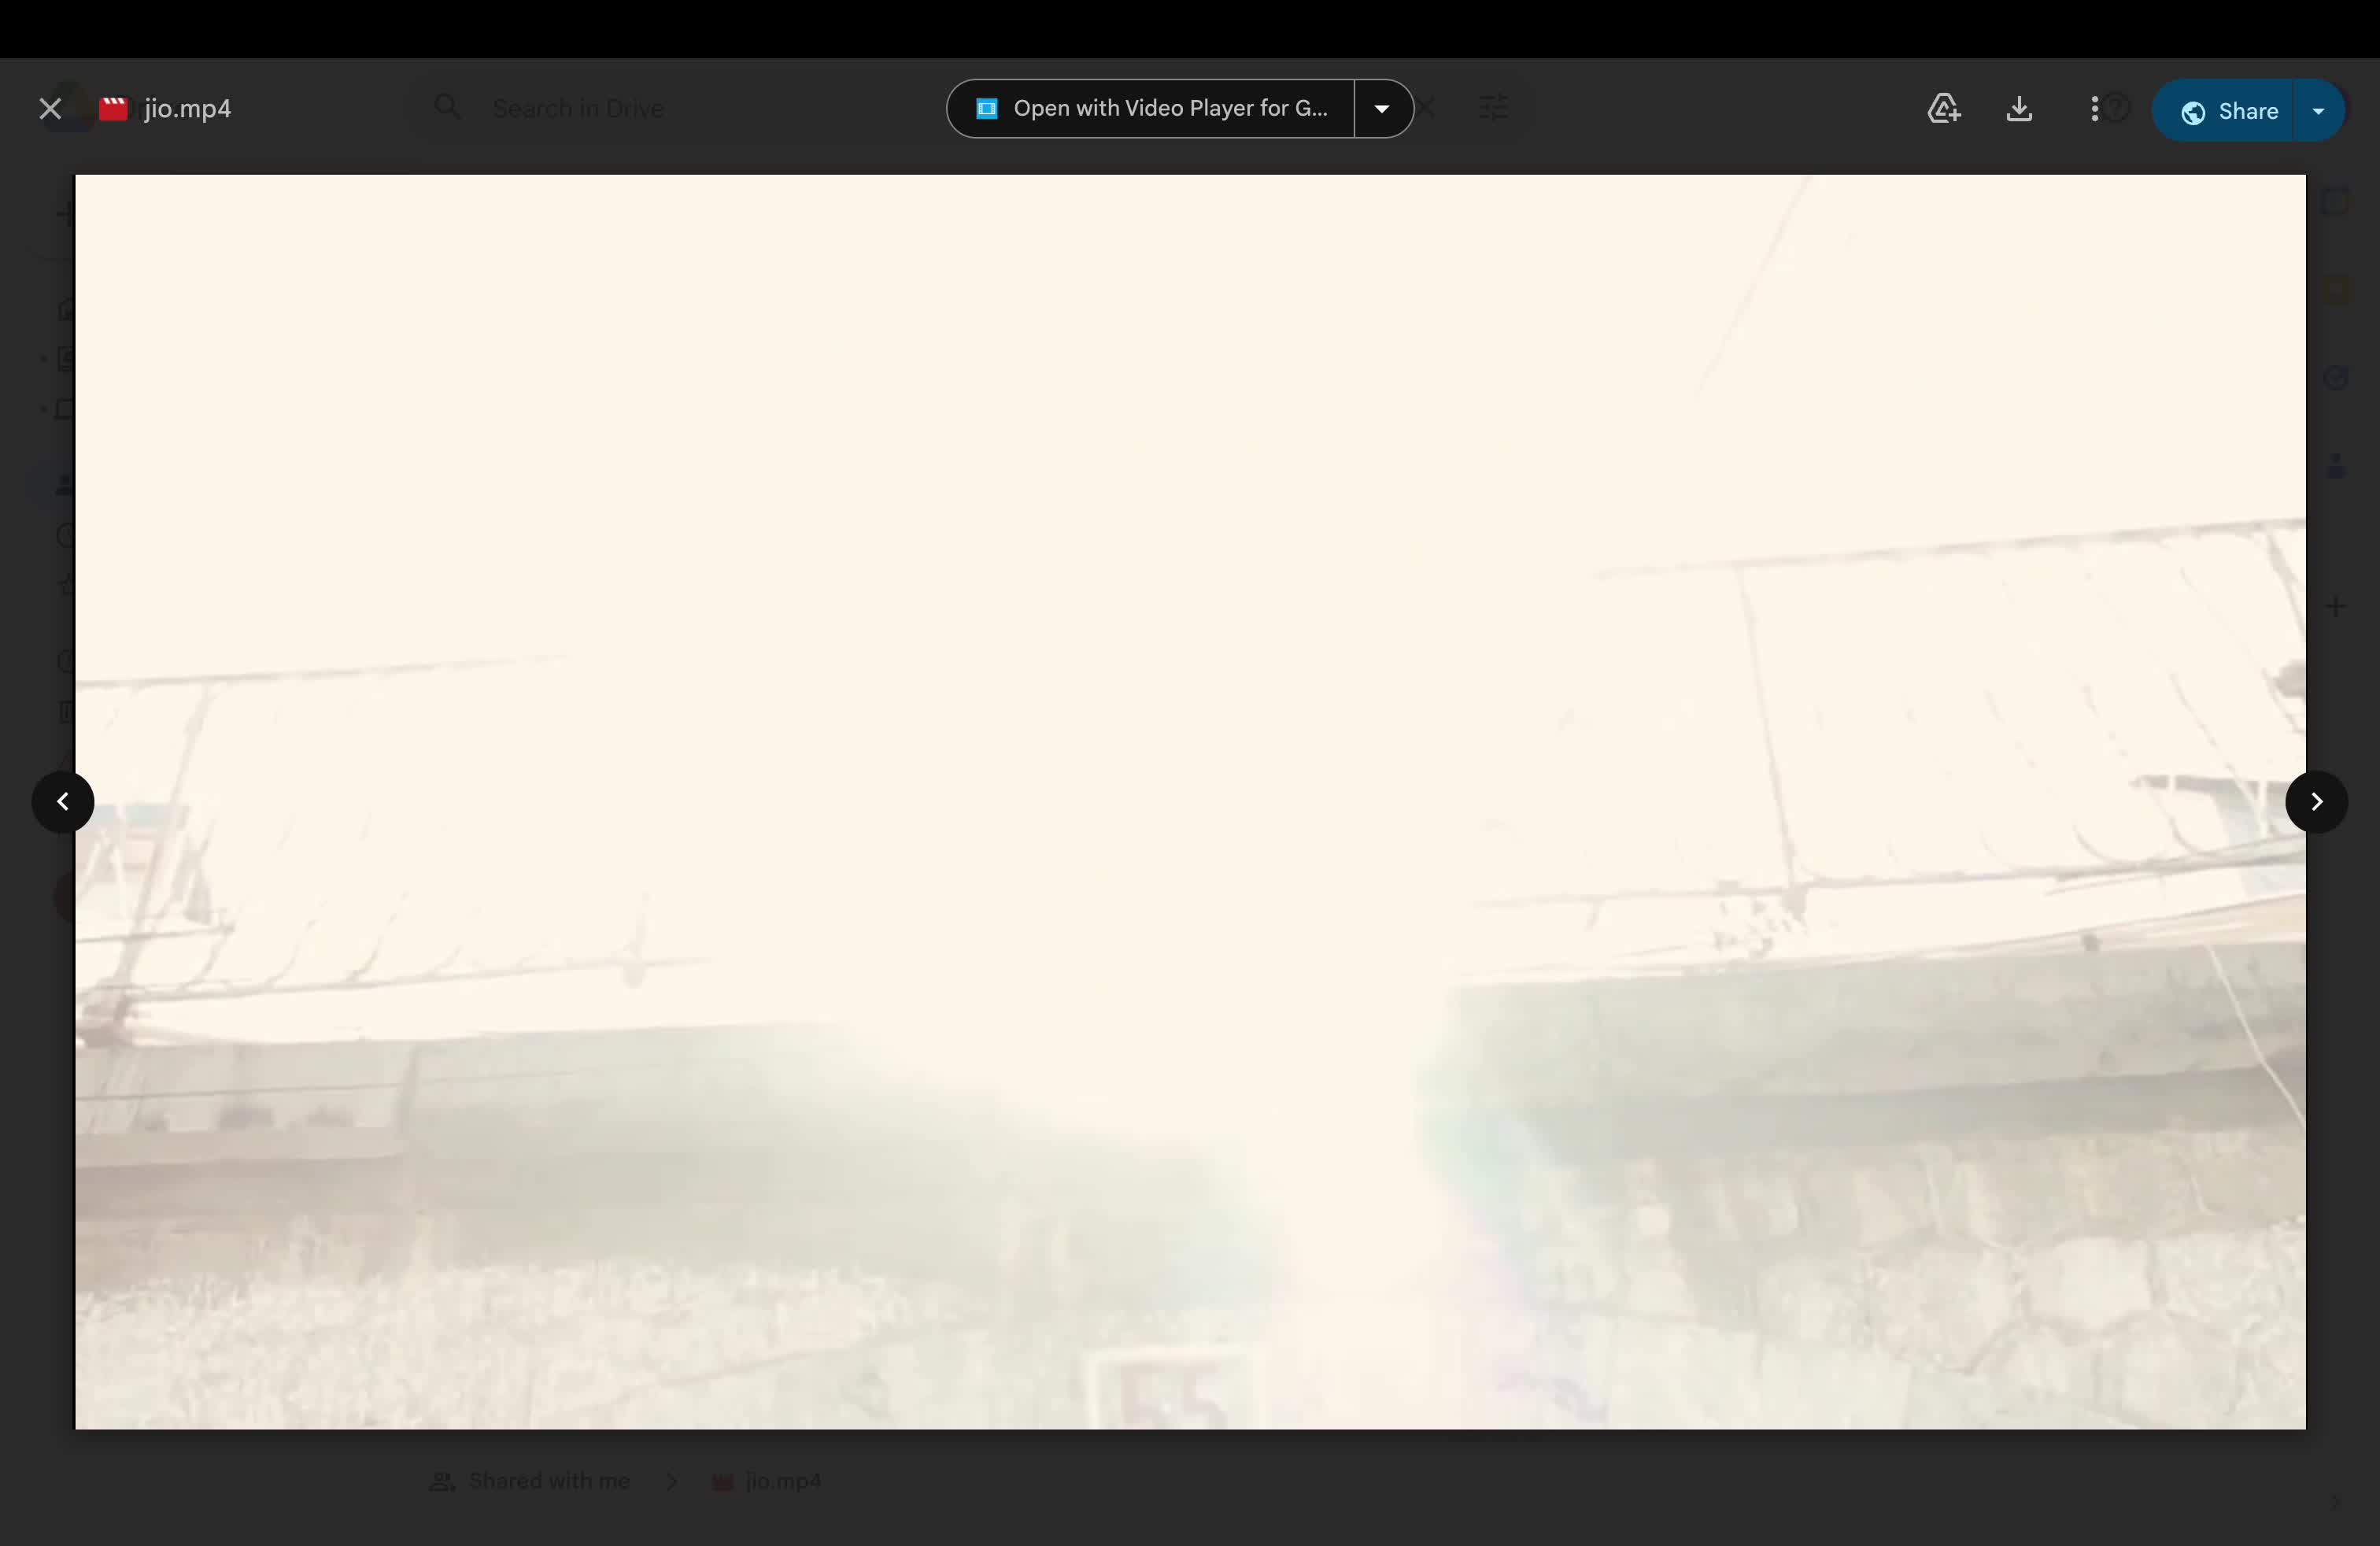 jio.mp4
Search in Drive
Open with Video Player for G...
Share
55
Shared with me
jio.mp4